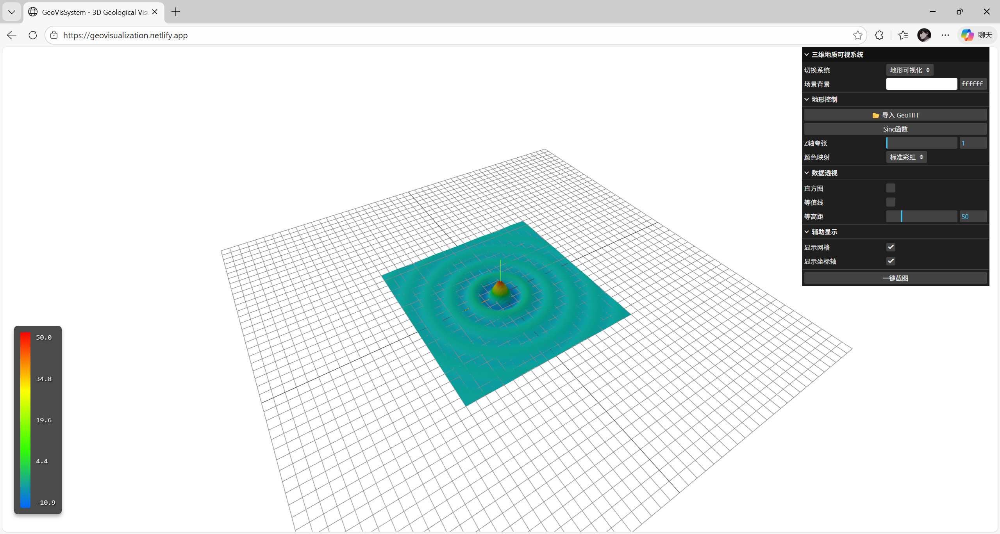 GeoVisSystem - 3D Geological Vis
https://geovisualization.netlify.app
聊天
三维地质可视系统
切换系统
地形可视化
场景背景
ffffff
地形控制
导入 GeoTIFF
Sinc函数
Z轴夸张
1
颜色映射
标准彩虹
数据透视
直方图
等值线
等高距
50
辅助显示
显示网格
显示坐标轴
一键截图
50.0
34.8
19.6
4.4
-10.9